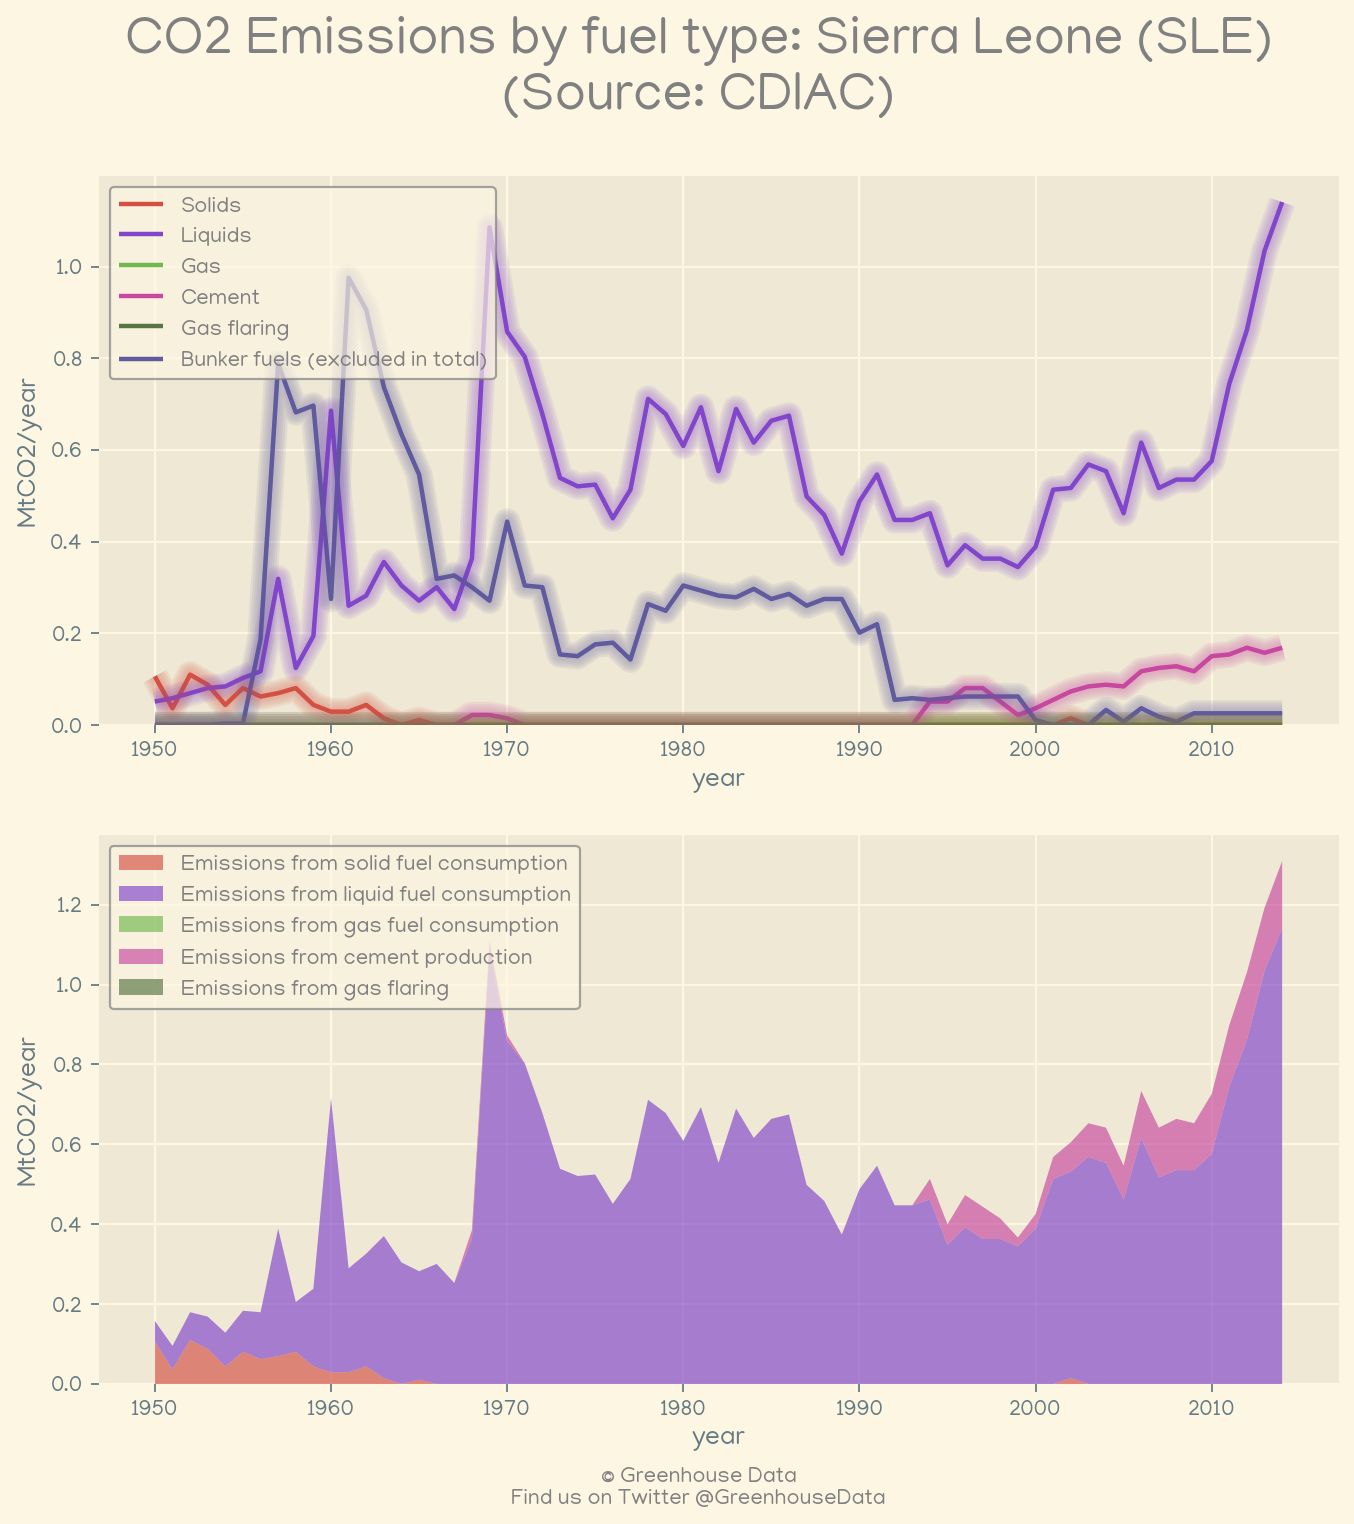 CO2 Emissions by fuel type: Sierra Leone (SLE)
(Source: CDIAC)
Solids
Liquids
Gas
Cement
Gas flaring
Bunker fuels (excluded in total)
MtCO2/year
1.0
0.8
0.6
0.4
0.2
0.0
1950 1960 1970 1980 1990 2000 2010
year
Emissions from solid fuel consumption
Emissions from liquid fuel consumption
Emissions from gas fuel consumption
Emissions from cement production
Emissions from gas flaring
MtCO2/year
1.2
1.0
0.8
0.6
0.4
0.2
0.0
1950 1960 1970 1980 1990 2000 2010
year
© Greenhouse Data
Find us on Twitter @GreenhouseData